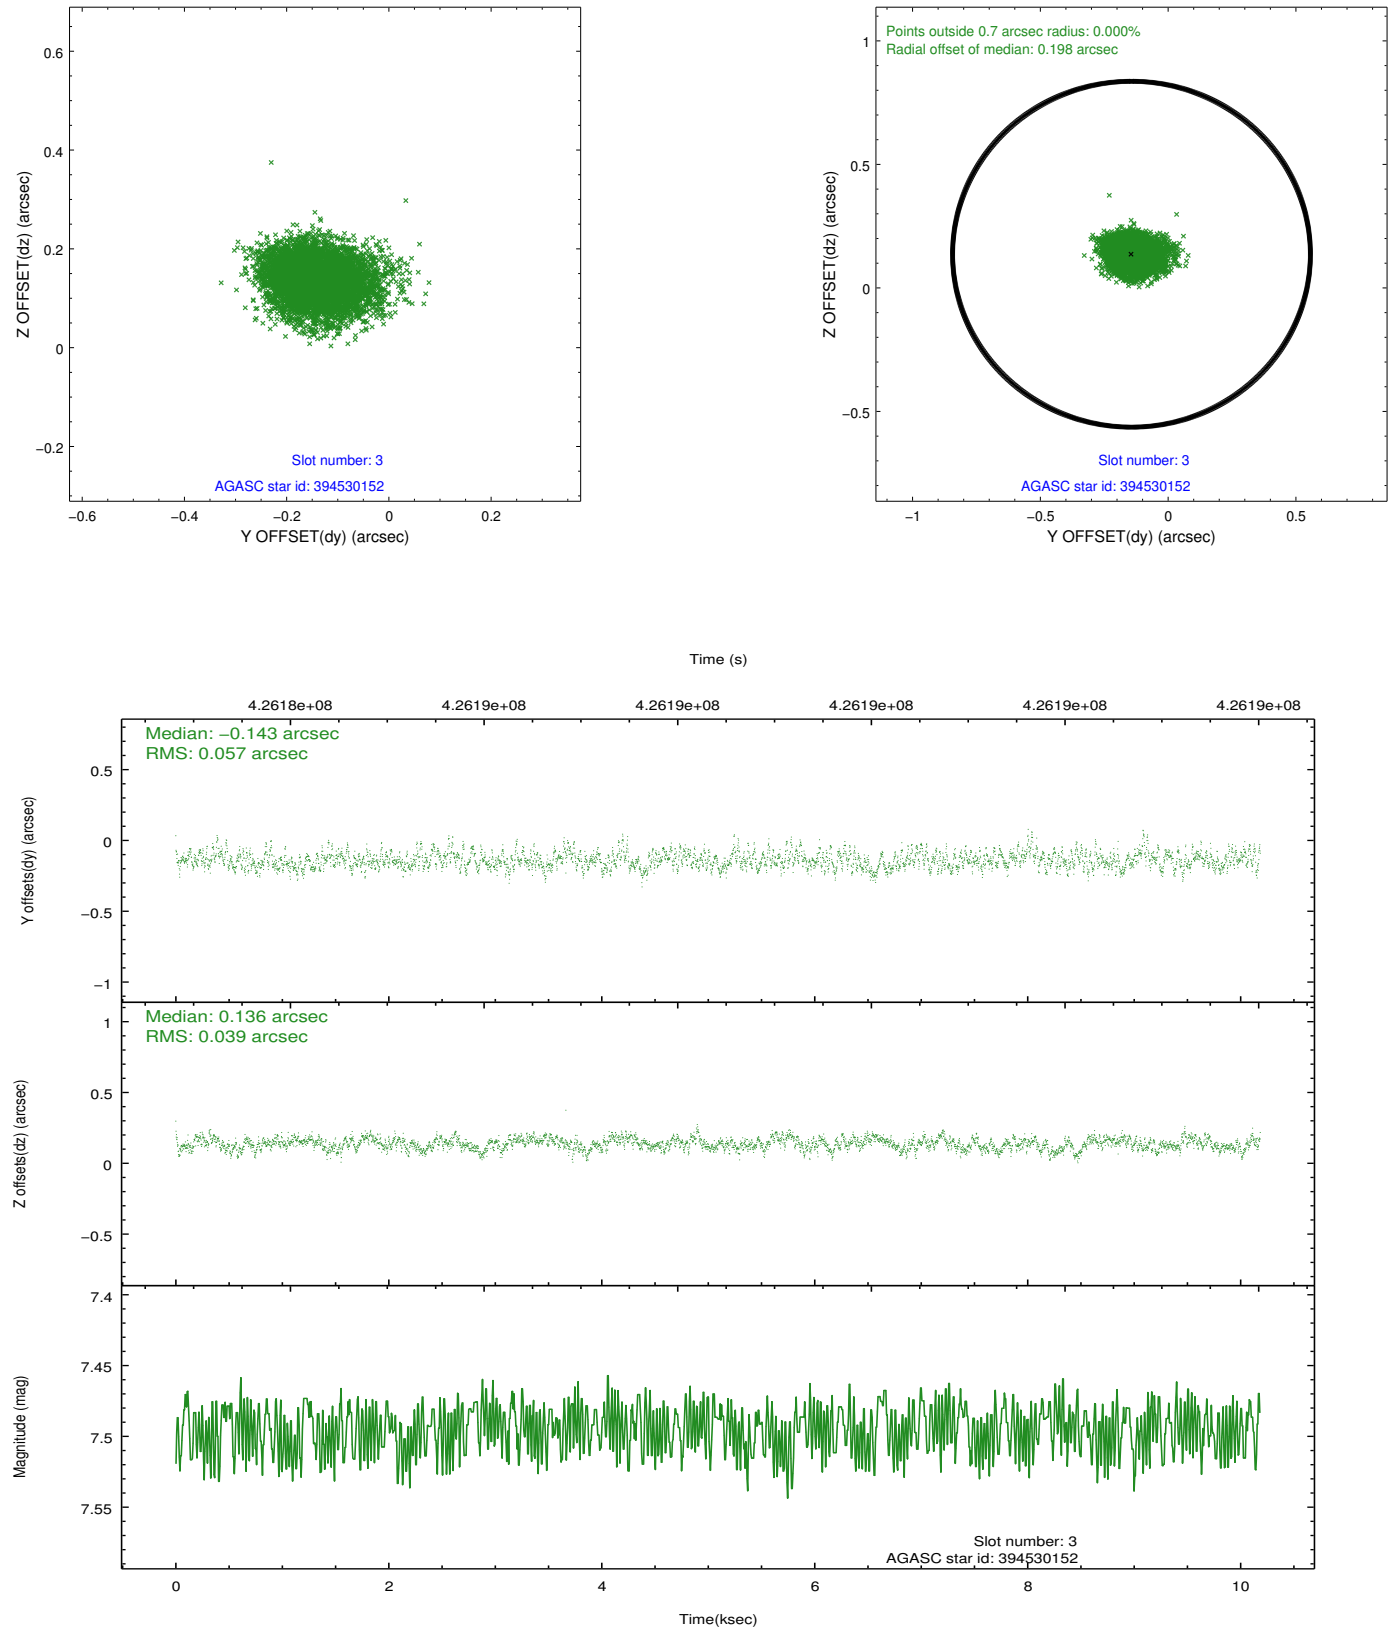 0.6
0.4
0.2
0
−0.2
Z OFFSET(dz) (arcsec)
Slot number: 3
AGASC star id: 394530152
−0.6 −0.4 −0.2 0 0.2
Y OFFSET(dy) (arcsec)
Points outside 0.7 arcsec radius: 0.000%
Radial offset of median: 0.198 arcsec
1
0.5
0
−0.5
Z OFFSET(dz) (arcsec)
Slot number: 3
AGASC star id: 394530152
−1 −0.5 0 0.5
Y OFFSET(dy) (arcsec)
Time (s)
4.2618e+08 4.2619e+08 4.2619e+08 4.2619e+08 4.2619e+08 4.2619e+08
Median: −0.143 arcsec
RMS: 0.057 arcsec
0.5
0
−0.5
−1
Y offsets(dy) (arcsec)
Median: 0.136 arcsec
RMS: 0.039 arcsec
1
0.5
0
−0.5
Z offsets(dz) (arcsec)
7.4
7.45
7.5
7.55
Magnitude (mag)
Slot number: 3
AGASC star id: 394530152
0 2 4 6 8 10
Time(ksec)